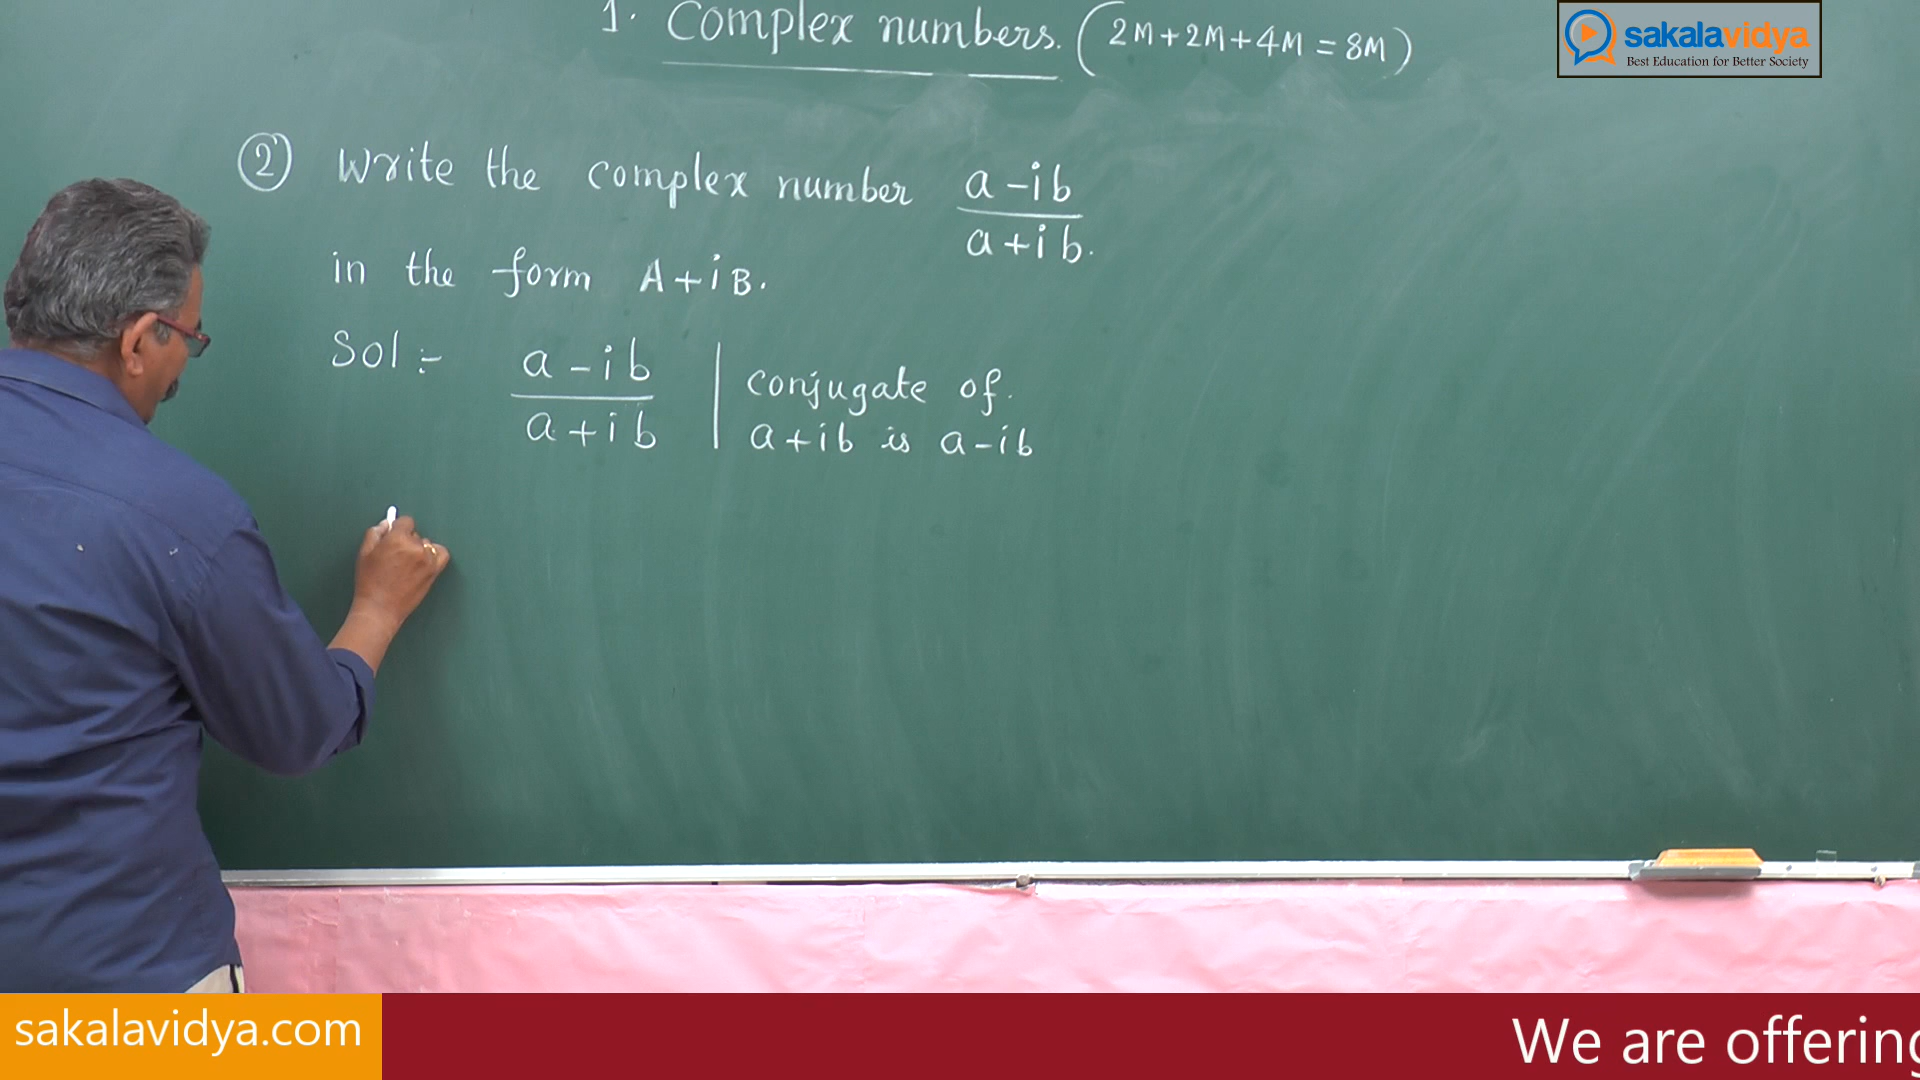 1. Complex numbers. (2M+2M+4M=8M)
sakalavidya
Best Education for Better Society
② Write the complex number a-ib
a+ib.
in the form A+iB.
Sol :- a-ib
a+ib
conjugate of.
a+ib is a-ib
sakalavidya.com
We are offering